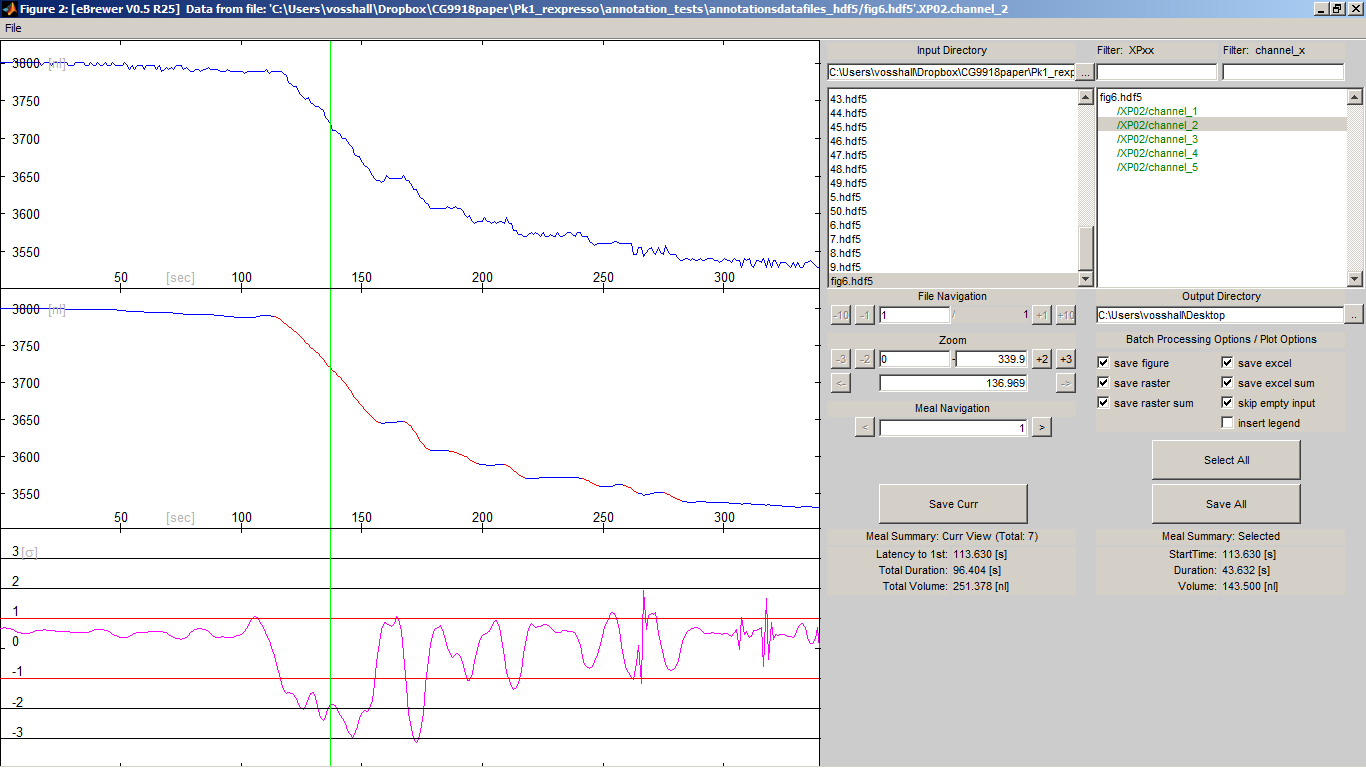 Figure 2: [eBrewer V0.5 R25]  Data from file: 'C:\Users\vosshall\Dropbox\CG9918paper\Pk1_rexpresso\annotation_tests\annotationsdatafiles_hdf5/fig6.hdf5'.XP02.channel_2
File
3800 [nl]
3750
3700
3650
3600
3550
50 [sec] 100 150 200 250 300
3800 [nl]
3750
3700
3650
3600
3550
50 [sec] 100 150 200 250 300
3 [σ]
2
1
0
-1
-2
-3
50 [sec] 100 150 200 250 300
Input Directory
C:\Users\vosshall\Dropbox\CG9918paper\Pk1_rexp ...
43.hdf5
44.hdf5
45.hdf5
46.hdf5
47.hdf5
48.hdf5
49.hdf5
5.hdf5
50.hdf5
6.hdf5
7.hdf5
8.hdf5
9.hdf5
fig6.hdf5
Filter:  XPxx
Filter:  channel_x
fig6.hdf5
/XP02/channel_1
/XP02/channel_2
/XP02/channel_3
/XP02/channel_4
/XP02/channel_5
File Navigation
-10 -1 1 / 1 +1 +10
Zoom
-3 -2 0 - 339.9 +2 +3
<- 136.969 ->
Meal Navigation
< 1 >
Save Curr
Meal Summary: Curr View (Total: 7)
Latency to 1st: 113.630 [s]
Total Duration: 96.404 [s]
Total Volume: 251.378 [nl]
Output Directory
C:\Users\vosshall\Desktop ..
Batch Processing Options / Plot Options
save figure save excel
save raster save excel sum
save raster sum skip empty input
insert legend
Select All
Save All
Meal Summary: Selected
StartTime: 113.630 [s]
Duration: 43.632 [s]
Volume: 143.500 [nl]